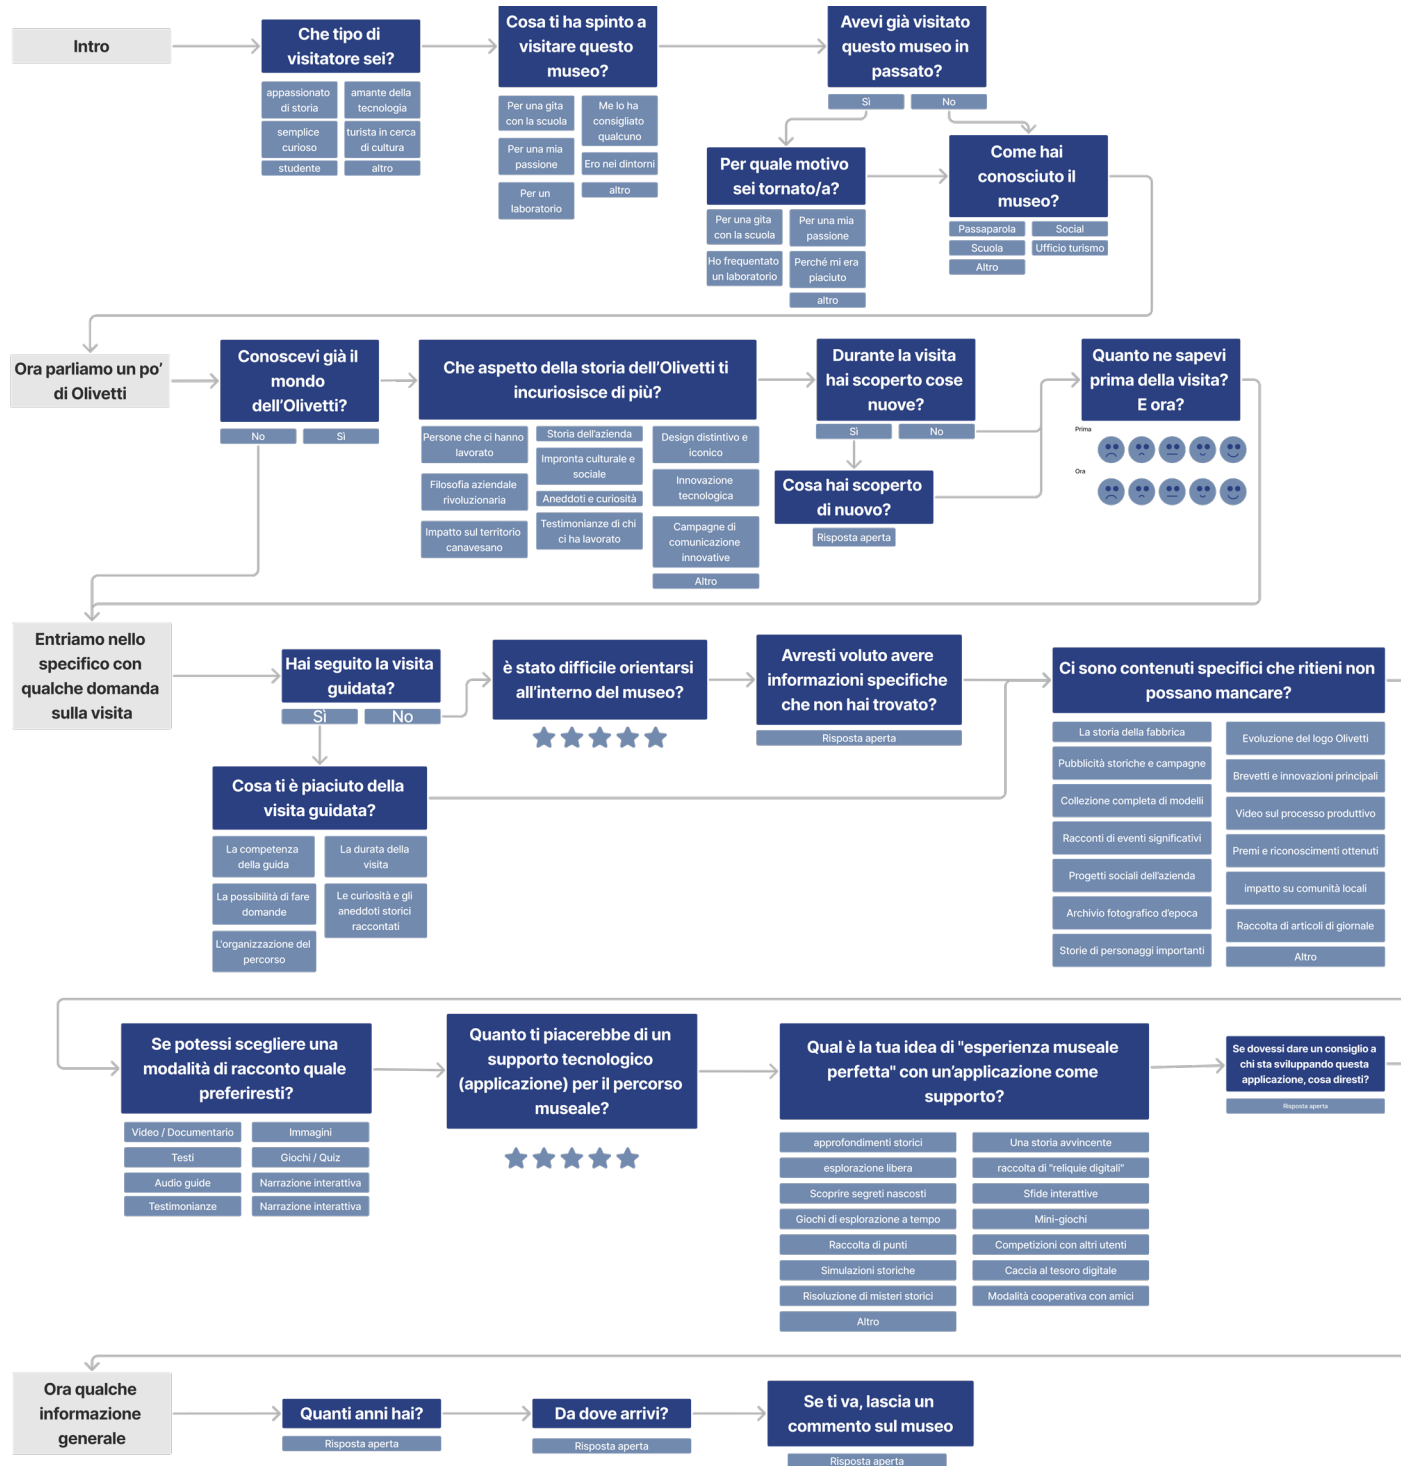 Intro
Che tipo di
visitatore sei?
appassionato
di storia
amante della
tecnologia
semplice
curioso
turista in cerca
di cultura
studente
altro
Cosa ti ha spinto a
visitare questo
museo?
Per una gita
con la scuola
Me lo ha
consigliato
qualcuno
Per una mia
passione
Ero nei dintorni
Per un
laboratorio
altro
Avevi già visitato
questo museo in
passato?
Sì
No
Per quale motivo
sei tornato/a?
Per una gita
con la scuola
Per una mia
passione
Ho frequentato
un laboratorio
Perché mi era
piaciuto
altro
Come hai
conosciuto il
museo?
Passaparola
Social
Scuola
Ufficio turismo
Altro
Ora parliamo un po’
di Olivetti
Conoscevi già il
mondo
dell’Olivetti?
No
Sì
Che aspetto della storia dell’Olivetti ti
incuriosisce di più?
Persone che ci hanno
lavorato
Filosofia aziendale
rivoluzionaria
Impatto sul territorio
canavesano
Storia dell’azienda
Impronta culturale e
sociale
Aneddoti e curiosità
Testimonianze di chi
ci ha lavorato
Design distintivo e
iconico
Innovazione
tecnologica
Campagne di
comunicazione
innovative
Altro
Durante la visita
hai scoperto cose
nuove?
Sì
No
Cosa hai scoperto
di nuovo?
Risposta aperta
Quanto ne sapevi
prima della visita?
E ora?
Prima
Ora
Entriamo nello
specifico con
qualche domanda
sulla visita
Hai seguito la visita
guidata?
Sì
No
Cosa ti è piaciuto della
visita guidata?
La competenza
della guida
La durata della
visita
La possibilità di fare
domande
Le curiosità e gli
aneddoti storici
raccontati
L'organizzazione del
percorso
è stato difficile orientarsi
all’interno del museo?
Avresti voluto avere
informazioni specifiche
che non hai trovato?
Risposta aperta
Ci sono contenuti specifici che ritieni non
possano mancare?
La storia della fabbrica
Pubblicità storiche e campagne
Collezione completa di modelli
Racconti di eventi significativi
Progetti sociali dell’azienda
Archivio fotografico d’epoca
Storie di personaggi importanti
Evoluzione del logo Olivetti
Brevetti e innovazioni principali
Video sul processo produttivo
Premi e riconoscimenti ottenuti
impatto su comunità locali
Raccolta di articoli di giornale
Altro
Se potessi scegliere una
modalità di racconto quale
preferiresti?
Video / Documentario
Immagini
Testi
Giochi / Quiz
Audio guide
Narrazione interattiva
Testimonianze
Narrazione interattiva
Quanto ti piacerebbe di un
supporto tecnologico
(applicazione) per il percorso
museale?
Qual è la tua idea di "esperienza museale
perfetta" con un’applicazione come
supporto?
approfondimenti storici
Una storia avvincente
esplorazione libera
raccolta di "reliquie digitali"
Scoprire segreti nascosti
Sfide interattive
Giochi di esplorazione a tempo
Mini-giochi
Raccolta di punti
Competizioni con altri utenti
Simulazioni storiche
Caccia al tesoro digitale
Risoluzione di misteri storici
Modalità cooperativa con amici
Altro
Se dovessi dare un consiglio a
chi sta sviluppando questa
applicazione, cosa diresti?
Risposta aperta
Ora qualche
informazione
generale
Quanti anni hai?
Risposta aperta
Da dove arrivi?
Risposta aperta
Se ti va, lascia un
commento sul museo
Risposta aperta